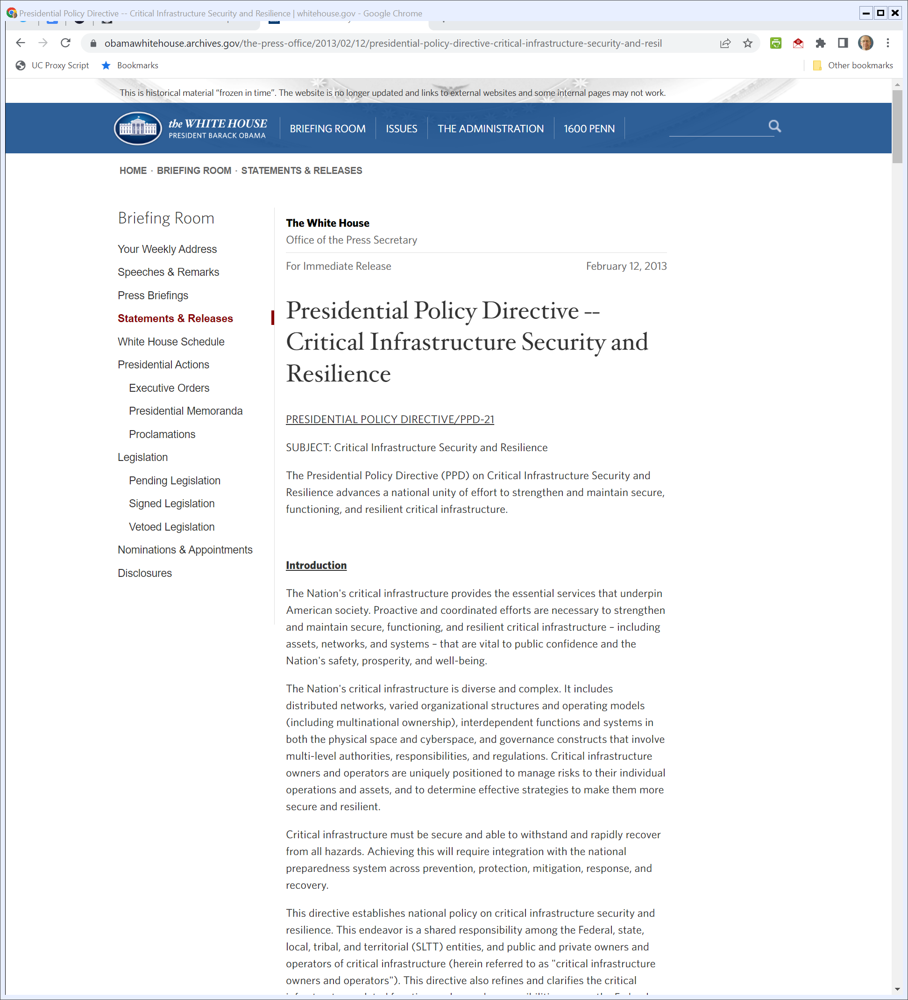 Presidential Policy Directive -- Critical Infrastructure Security and Resilience | whitehouse.gov - Google Chrome
obamawhitehouse.archives.gov/the-press-office/2013/02/12/presidential-policy-directive-critical-infrastructure-security-and-resil
UC Proxy Script
Bookmarks
Other bookmarks
This is historical material “frozen in time”. The website is no longer updated and links to external websites and some internal pages may not work.
the WHITE HOUSE
PRESIDENT BARACK OBAMA
BRIEFING ROOM
ISSUES
THE ADMINISTRATION
1600 PENN
HOME · BRIEFING ROOM · STATEMENTS & RELEASES
Briefing Room
Your Weekly Address
Speeches & Remarks
Press Briefings
Statements & Releases
White House Schedule
Presidential Actions
Executive Orders
Presidential Memoranda
Proclamations
Legislation
Pending Legislation
Signed Legislation
Vetoed Legislation
Nominations & Appointments
Disclosures
The White House
Office of the Press Secretary
For Immediate Release
February 12, 2013
Presidential Policy Directive --
Critical Infrastructure Security and
Resilience
PRESIDENTIAL POLICY DIRECTIVE/PPD-21
SUBJECT: Critical Infrastructure Security and Resilience
The Presidential Policy Directive (PPD) on Critical Infrastructure Security and
Resilience advances a national unity of effort to strengthen and maintain secure,
functioning, and resilient critical infrastructure.
Introduction
The Nation's critical infrastructure provides the essential services that underpin
American society. Proactive and coordinated efforts are necessary to strengthen
and maintain secure, functioning, and resilient critical infrastructure – including
assets, networks, and systems – that are vital to public confidence and the
Nation's safety, prosperity, and well-being.
The Nation's critical infrastructure is diverse and complex. It includes
distributed networks, varied organizational structures and operating models
(including multinational ownership), interdependent functions and systems in
both the physical space and cyberspace, and governance constructs that involve
multi-level authorities, responsibilities, and regulations. Critical infrastructure
owners and operators are uniquely positioned to manage risks to their individual
operations and assets, and to determine effective strategies to make them more
secure and resilient.
Critical infrastructure must be secure and able to withstand and rapidly recover
from all hazards. Achieving this will require integration with the national
preparedness system across prevention, protection, mitigation, response, and
recovery.
This directive establishes national policy on critical infrastructure security and
resilience. This endeavor is a shared responsibility among the Federal, state,
local, tribal, and territorial (SLTT) entities, and public and private owners and
operators of critical infrastructure (herein referred to as "critical infrastructure
owners and operators"). This directive also refines and clarifies the critical